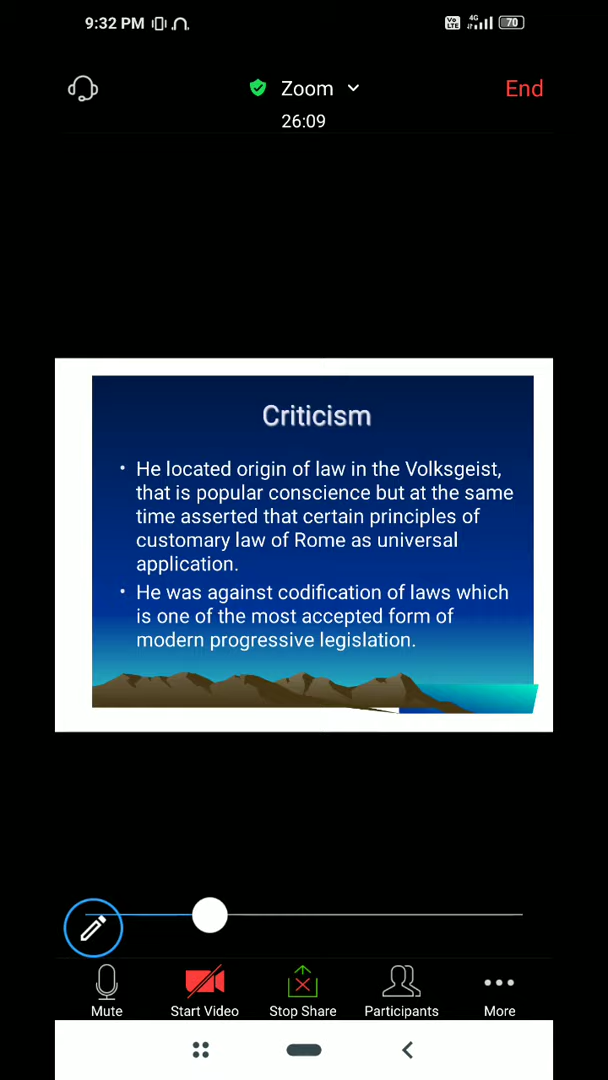 9:32 PM
Vo LTE 4G 70
Zoom
End
26:09
Criticism
• He located origin of law in the Volksgeist,
that is popular conscience but at the same
time asserted that certain principles of
customary law of Rome as universal
application.
• He was against codification of laws which
is one of the most accepted form of
modern progressive legislation.
Mute
Start Video
Stop Share
Participants
More